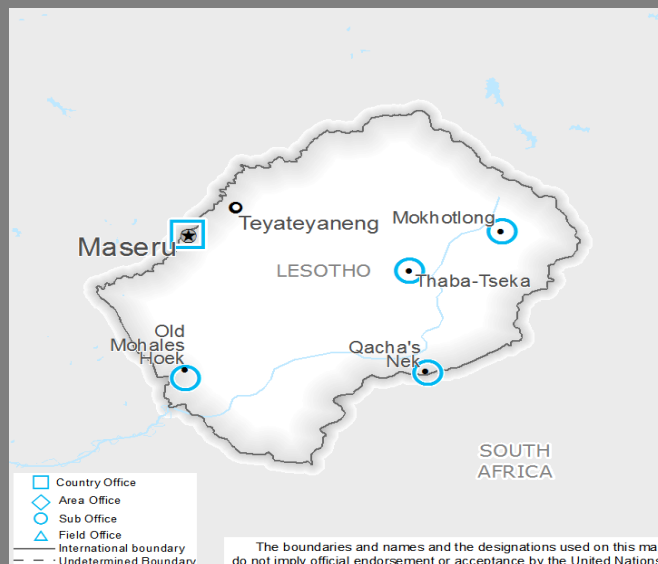 Teyateyaneng
Mokhotlong
Maseru
LESOTHO
Thaba-Tseka
Old
Mohales
Hoek
Qacha's
Nek
SOUTH
AFRICA
Country Office
Area Office
Sub Office
Field Office
International boundary
Undetermined Boundary
The boundaries and names and the designations used on this ma
do not imply official endorsement or acceptance by the United Nations